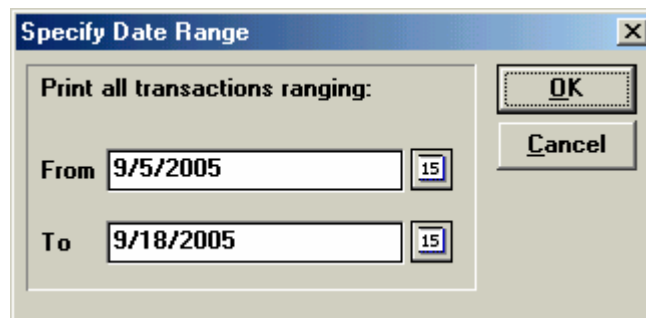 Specify Date Range
Print all transactions ranging:
OK
Cancel
From 9/5/2005 15
To 9/18/2005 15